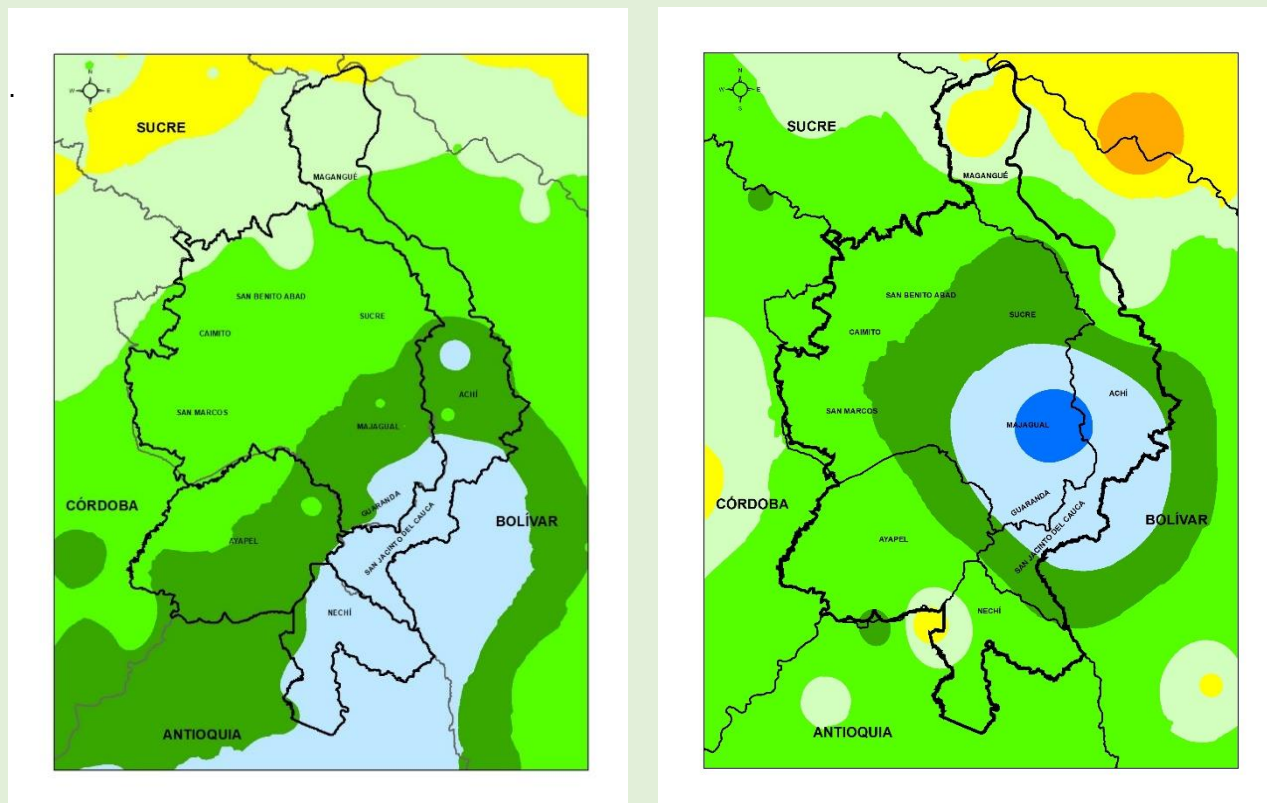 N
W E
S
SUCRE
MAGANGUÉ
SAN BENITO ABAD
SUCRE
CAIMITO
ACHÍ
SAN MARCOS
MAJAGUAL
CÓRDOBA
GUARANDA
BOLÍVAR
AYAPEL
SAN JACINTO DEL CAUCA
NECHÍ
ANTIOQUIA
N
W E
S
SUCRE
MAGANGUÉ
SAN BENITO ABAD
SUCRE
CAIMITO
ACHÍ
SAN MARCOS
MAJAGUAL
CÓRDOBA
GUARANDA
BOLÍVAR
AYAPEL
SAN JACINTO DEL CAUCA
NECHÍ
ANTIOQUIA